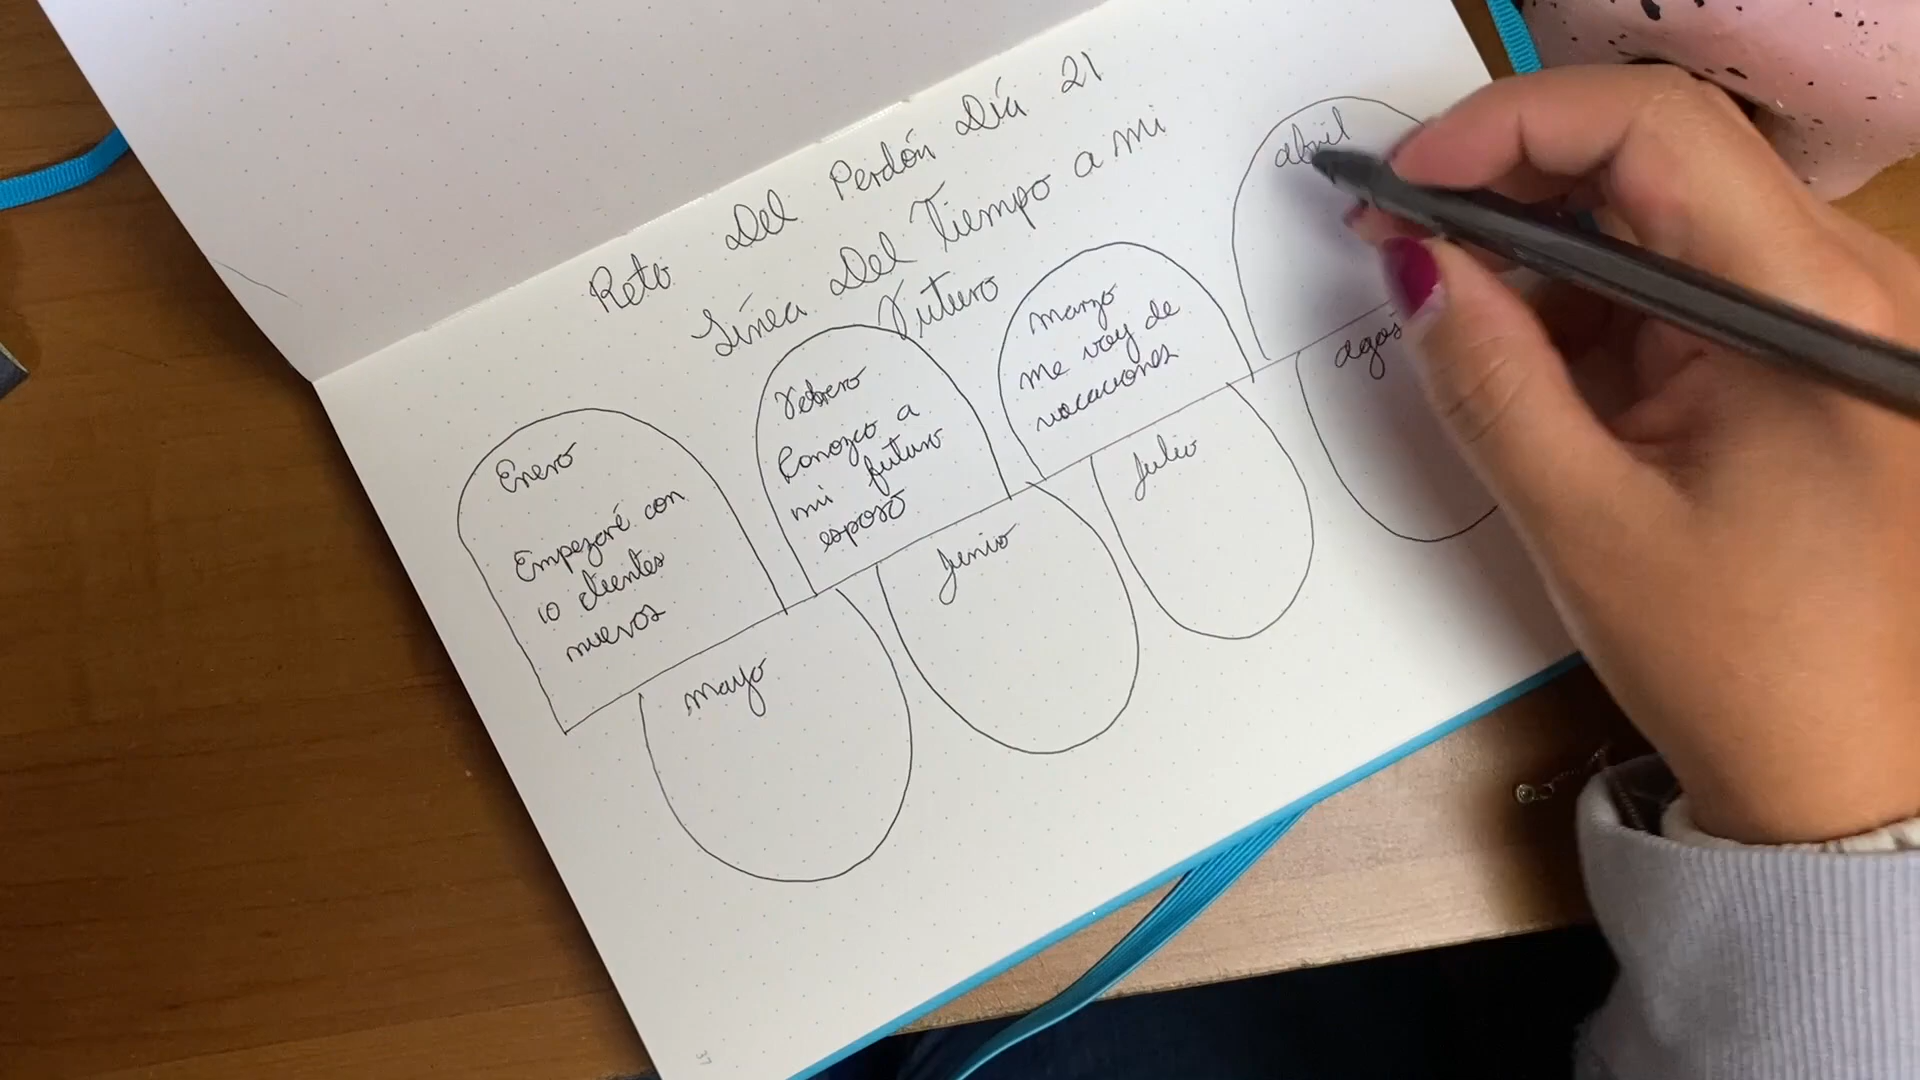 Reto Del Perdón Día 21
Línea Del Tiempo a mi
Futuro
Enero
Empezaré con
10 clientes
nuevos
Febrero
Conozco a
mi futuro
esposo
Marzo
me voy de
vacaciones
abril
mayo
Junio
Julio
agos
37